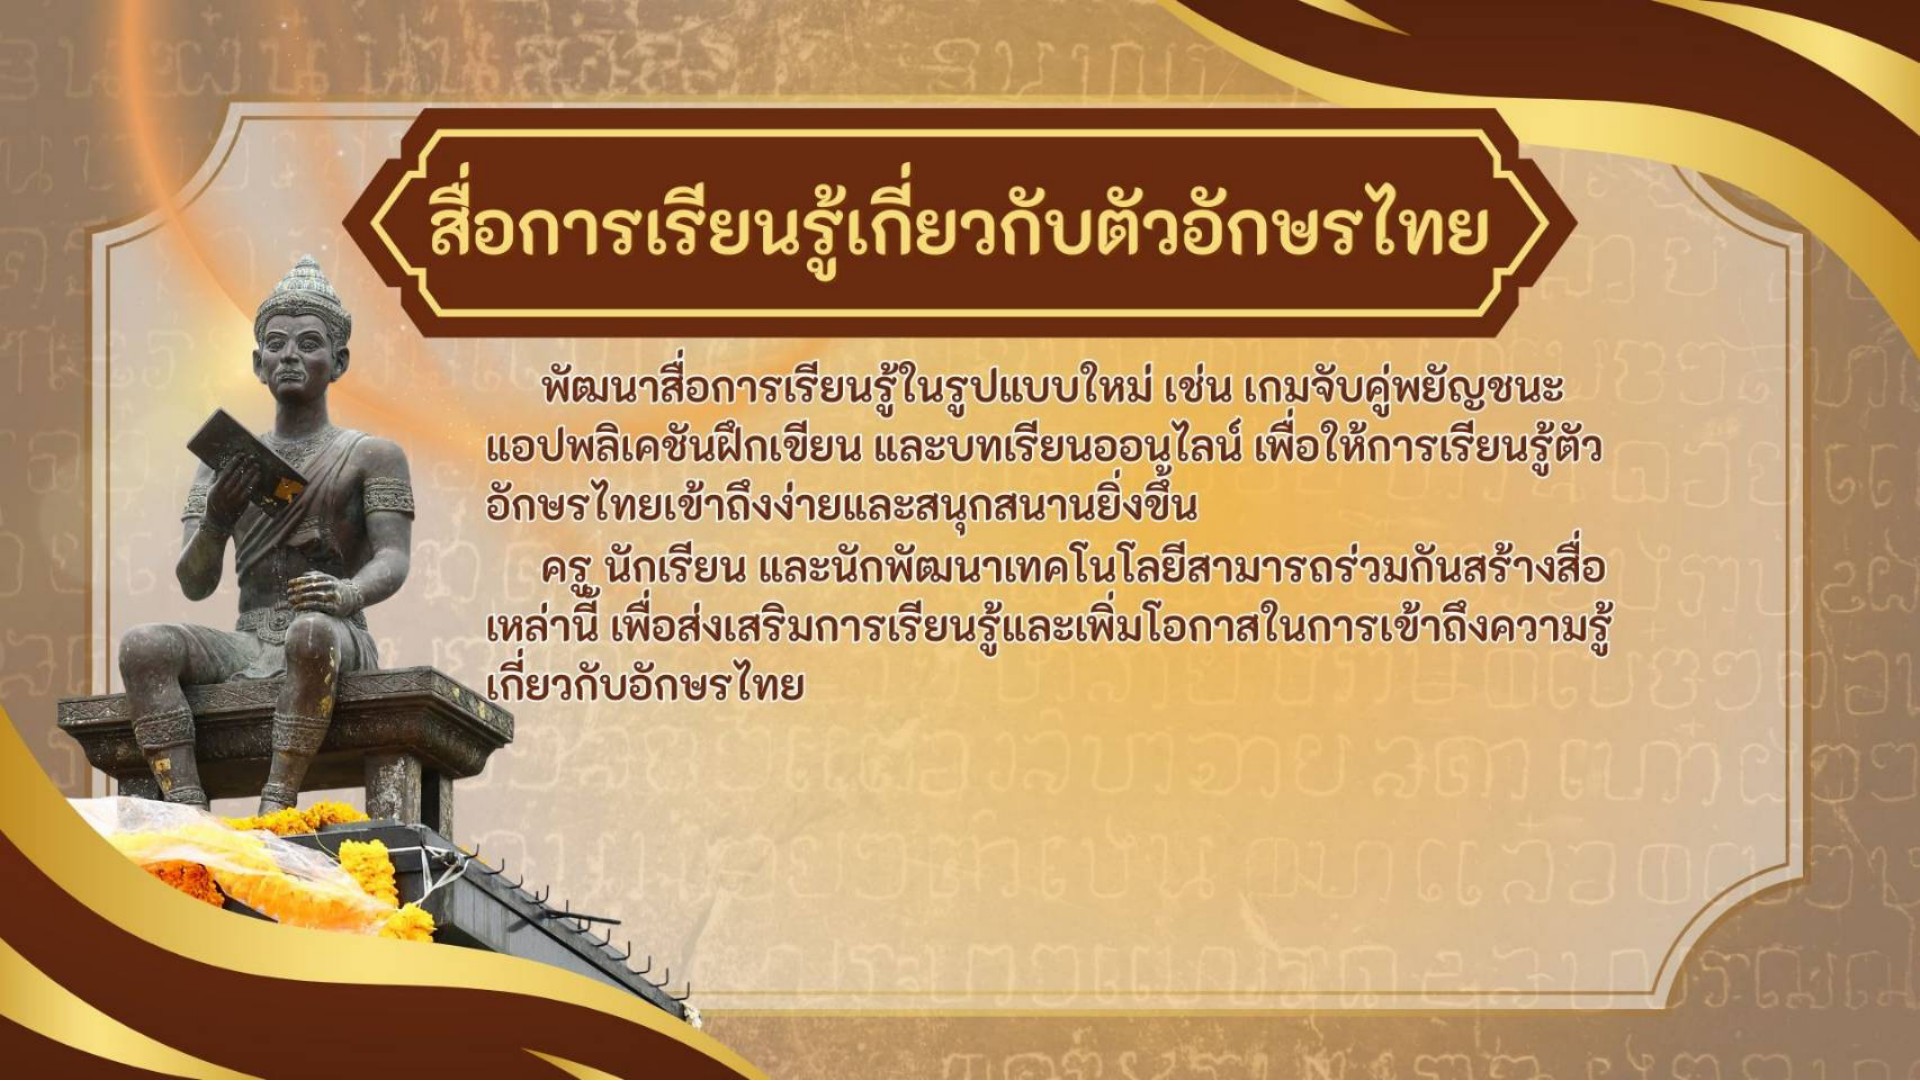 สื่อการเรียนรู้เกี่ยวกับตัวอักษรไทย
พัฒนาสื่อการเรียนรู้ในรูปแบบใหม่ เช่น เกมจับคู่พยัญชนะ
แอปพลิเคชันฝึกเขียน และบทเรียนออนไลน์ เพื่อให้การเรียนรู้ตัว
อักษรไทยเข้าถึงง่ายและสนุกสนานยิ่งขึ้น
ครู นักเรียน และนักพัฒนาเทคโนโลยีสามารถร่วมกันสร้างสื่อ
เหล่านี้ เพื่อส่งเสริมการเรียนรู้และเพิ่มโอกาสในการเข้าถึงความรู้
เกี่ยวกับอักษรไทย